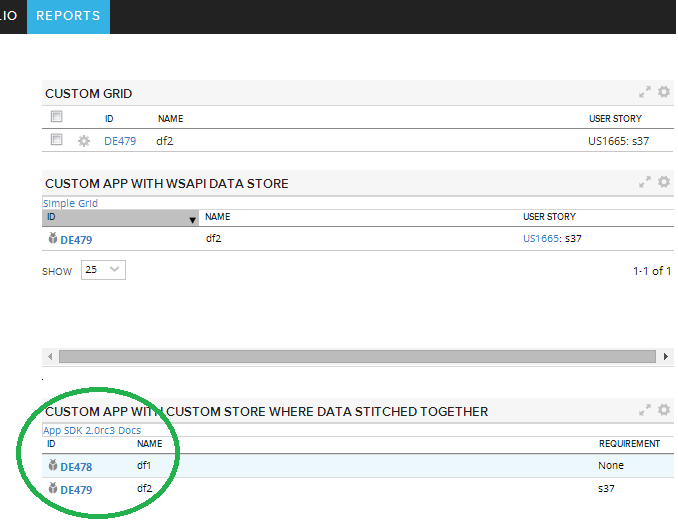 LIO REPORTS
CUSTOM GRID
ID NAME USER STORY
DE479 df2 US1665: s37
CUSTOM APP WITH WSAPI DATA STORE
Simple Grid
ID NAME USER STORY
DE479 df2 US1665: s37
SHOW 25 1-1 of 1
CUSTOM APP WITH CUSTOM STORE WHERE DATA STITCHED TOGETHER
App SDK 2.0rc3 Docs
ID NAME REQUIREMENT
DE478 df1 None
DE479 df2 s37